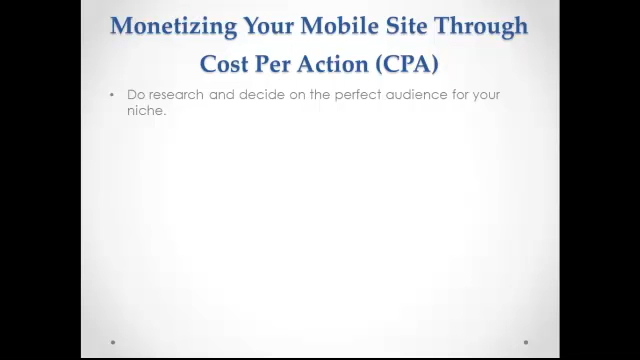 Monetizing Your Mobile Site Through
Cost Per Action (CPA)
• Do research and decide on the perfect audience for your
niche.